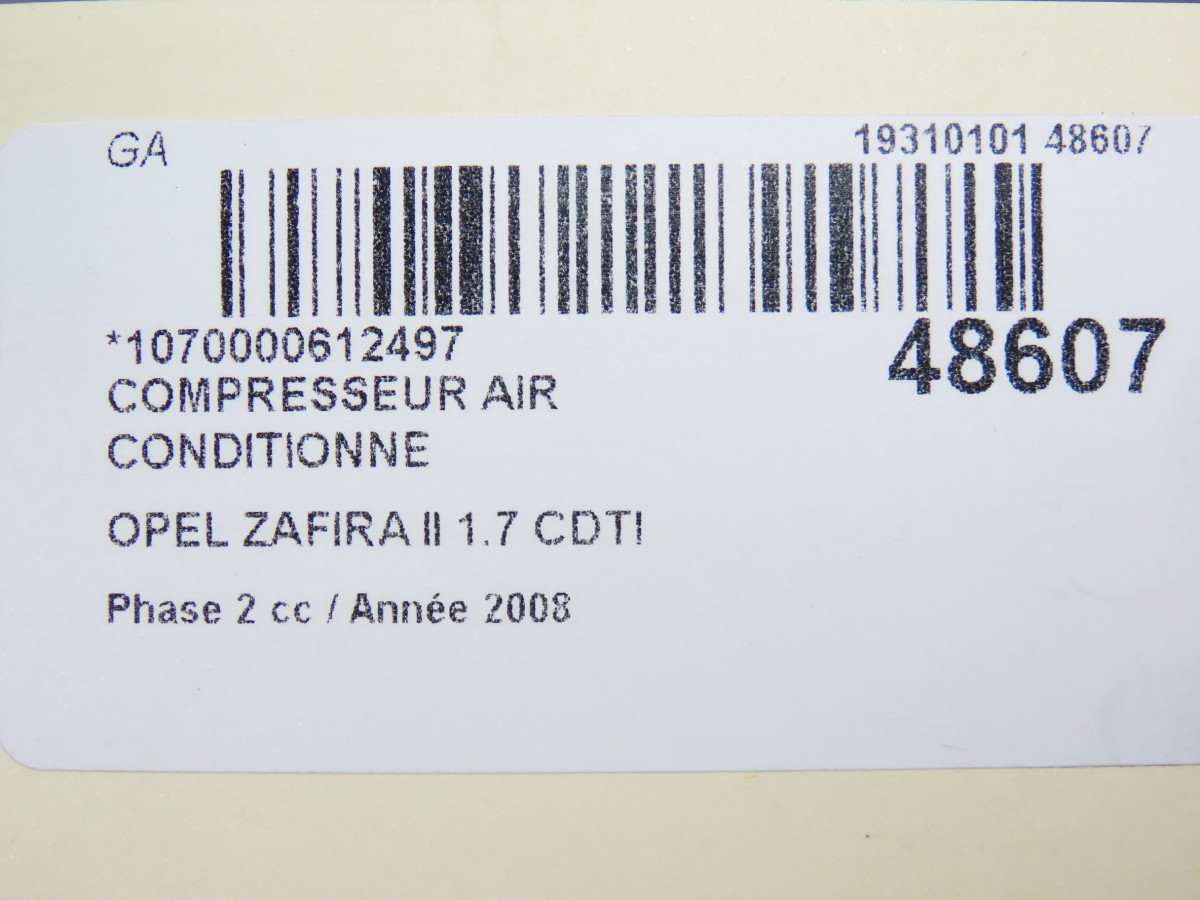 GA
19310101 48607
*1070000612497
48607
COMPRESSEUR AIR
CONDITIONNE
OPEL ZAFIRA II 1.7 CDTI
Phase 2 cc / Année 2008